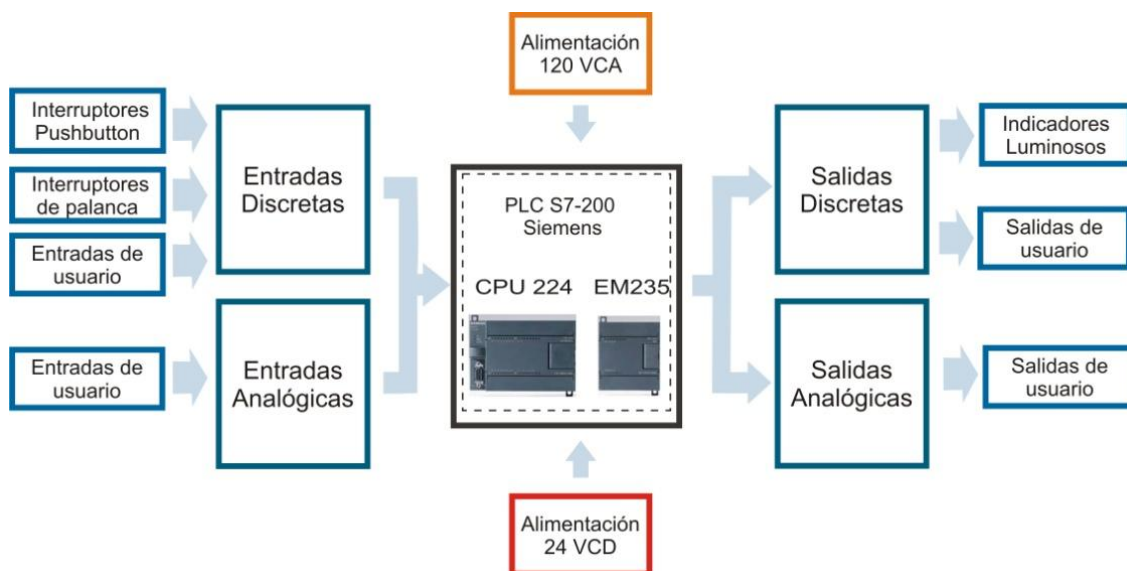 Alimentación
120 VCA
Interruptores
Pushbutton
Interruptores
de palanca
Entradas de
usuario
Entradas
Discretas
Entradas de
usuario
Entradas
Analógicas
PLC S7-200
Siemens
CPU 224
EM235
Salidas
Discretas
Indicadores
Luminosos
Salidas de
usuario
Salidas
Analógicas
Salidas de
usuario
Alimentación
24 VCD